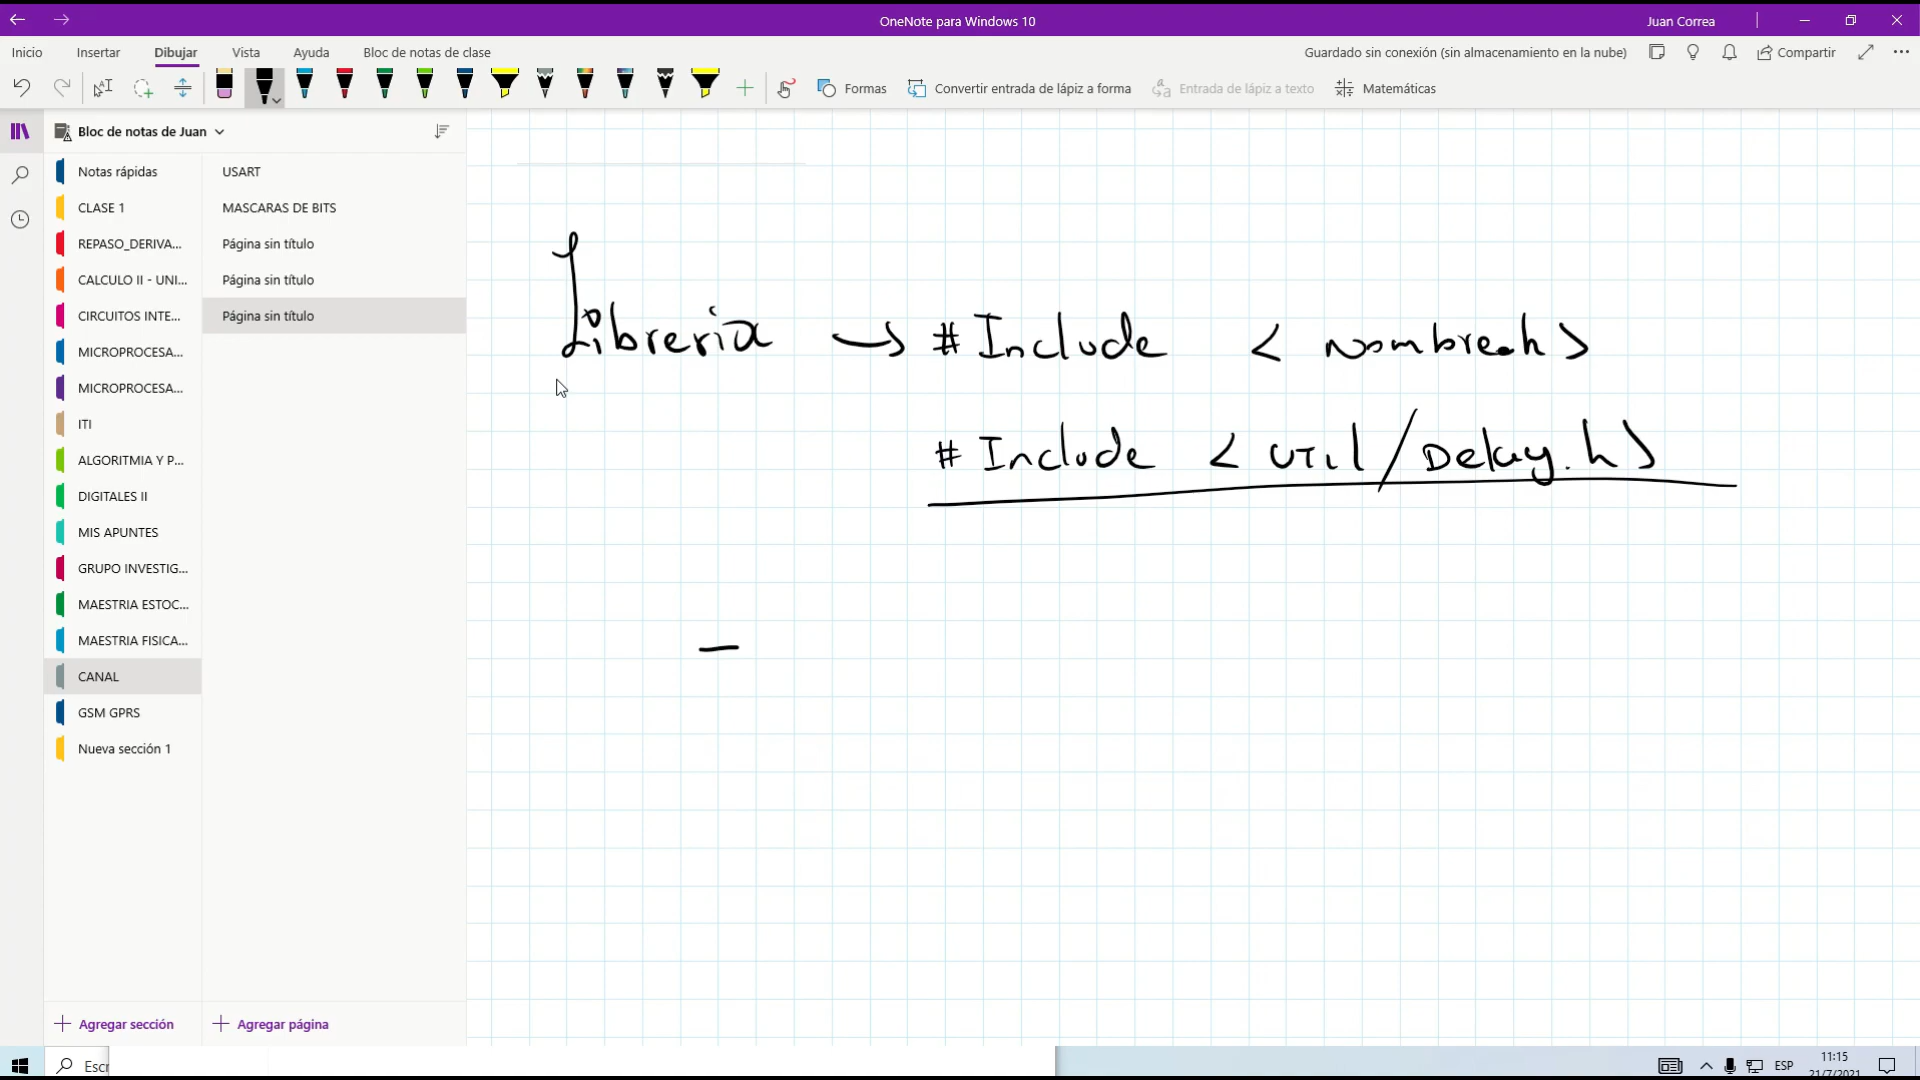 OneNote para Windows 10
Juan Correa
Inicio
Insertar
Dibujar
Vista
Ayuda
Bloc de notas de clase
Guardado sin conexión (sin almacenamiento en la nube)
Compartir
Formas
Convertir entrada de lápiz a forma
Entrada de lápiz a texto
Matemáticas
Bloc de notas de Juan
Notas rápidas
CLASE 1
REPASO_DERIVA...
CALCULO II - UNI...
CIRCUITOS INTE...
MICROPROCESA...
MICROPROCESA...
ITI
ALGORITMIA Y P...
DIGITALES II
MIS APUNTES
GRUPO INVESTIG...
MAESTRIA ESTOC...
MAESTRIA FISICA...
CANAL
GSM GPRS
Nueva sección 1
Agregar sección
USART
MASCARAS DE BITS
Página sin título
Página sin título
Página sin título
Agregar página
Libreria → #Include < Nombre.h >
#Include < UTil/Delay.h >
Escr
ESP
11:15
21/7/2021